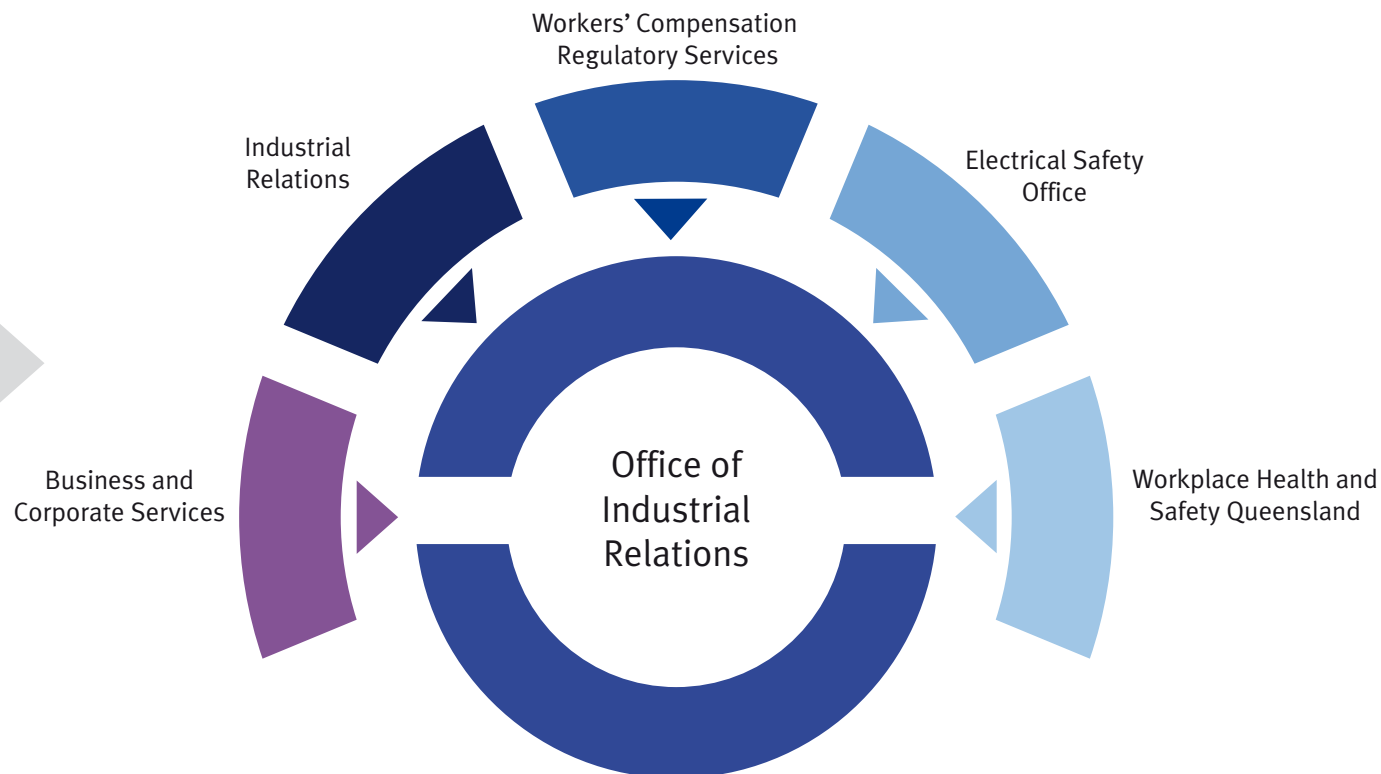 Workers’ Compensation
Regulatory Services
Industrial
Relations
Electrical Safety
Office
Business and
Corporate Services
Office of
Industrial
Relations
Workplace Health and
Safety Queensland